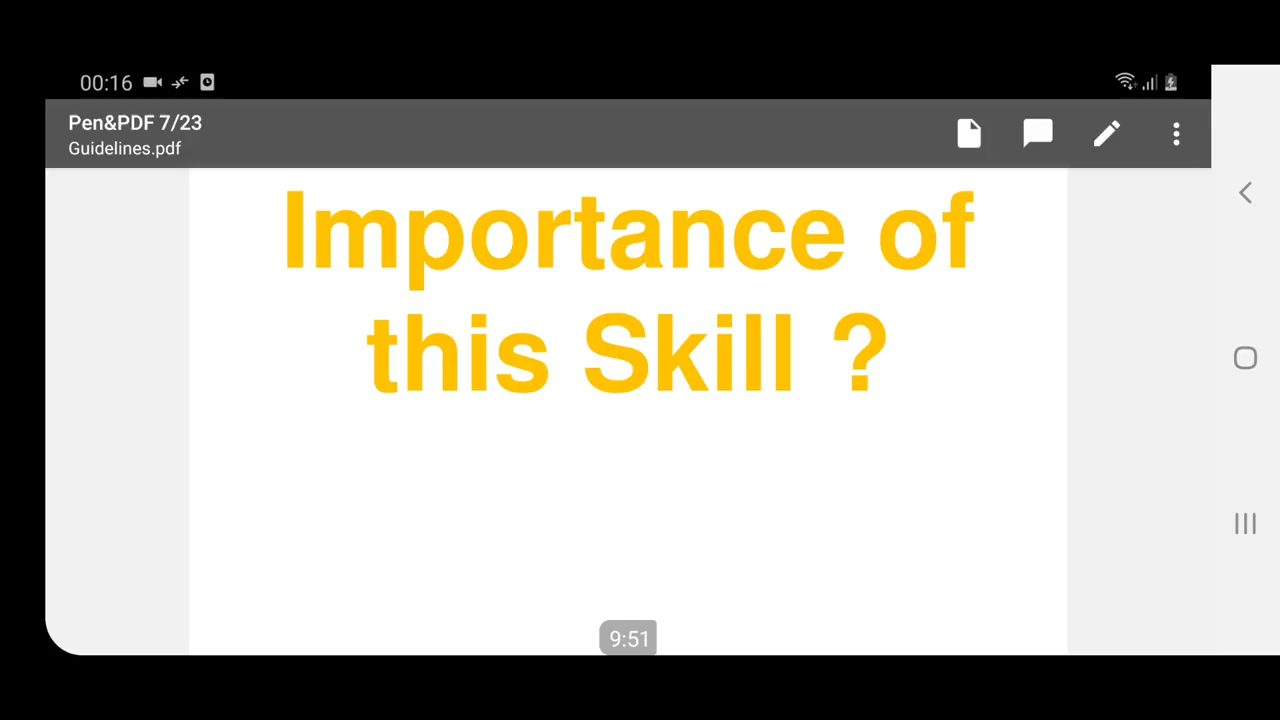 00:16
Pen&PDF 7/23
Guidelines.pdf
Importance of
this Skill ?
9:51